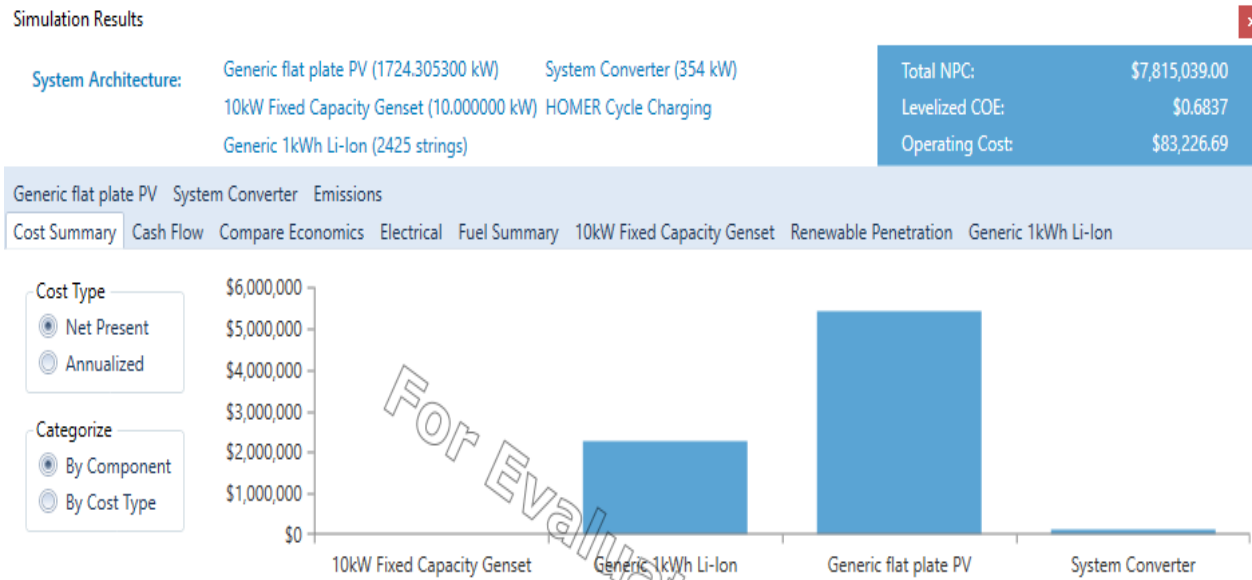 Simulation Results
System Architecture:
Generic flat plate PV (1724.305300 kW) System Converter (354 kW)
10kW Fixed Capacity Genset (10.000000 kW) HOMER Cycle Charging
Generic 1kWh Li-Ion (2425 strings)
Total NPC: $7,815,039.00
Levelized COE: $0.6837
Operating Cost: $83,226.69
Generic flat plate PV System Converter Emissions
Cost Summary Cash Flow Compare Economics Electrical Fuel Summary 10kW Fixed Capacity Genset Renewable Penetration Generic 1kWh Li-Ion
Cost Type
Net Present
Annualized
Categorize
By Component
By Cost Type
$6,000,000
$5,000,000
$4,000,000
$3,000,000
$2,000,000
$1,000,000
$0
For
10kW Fixed Capacity Genset Generic 1kWh Li-Ion Generic flat plate PV System Converter